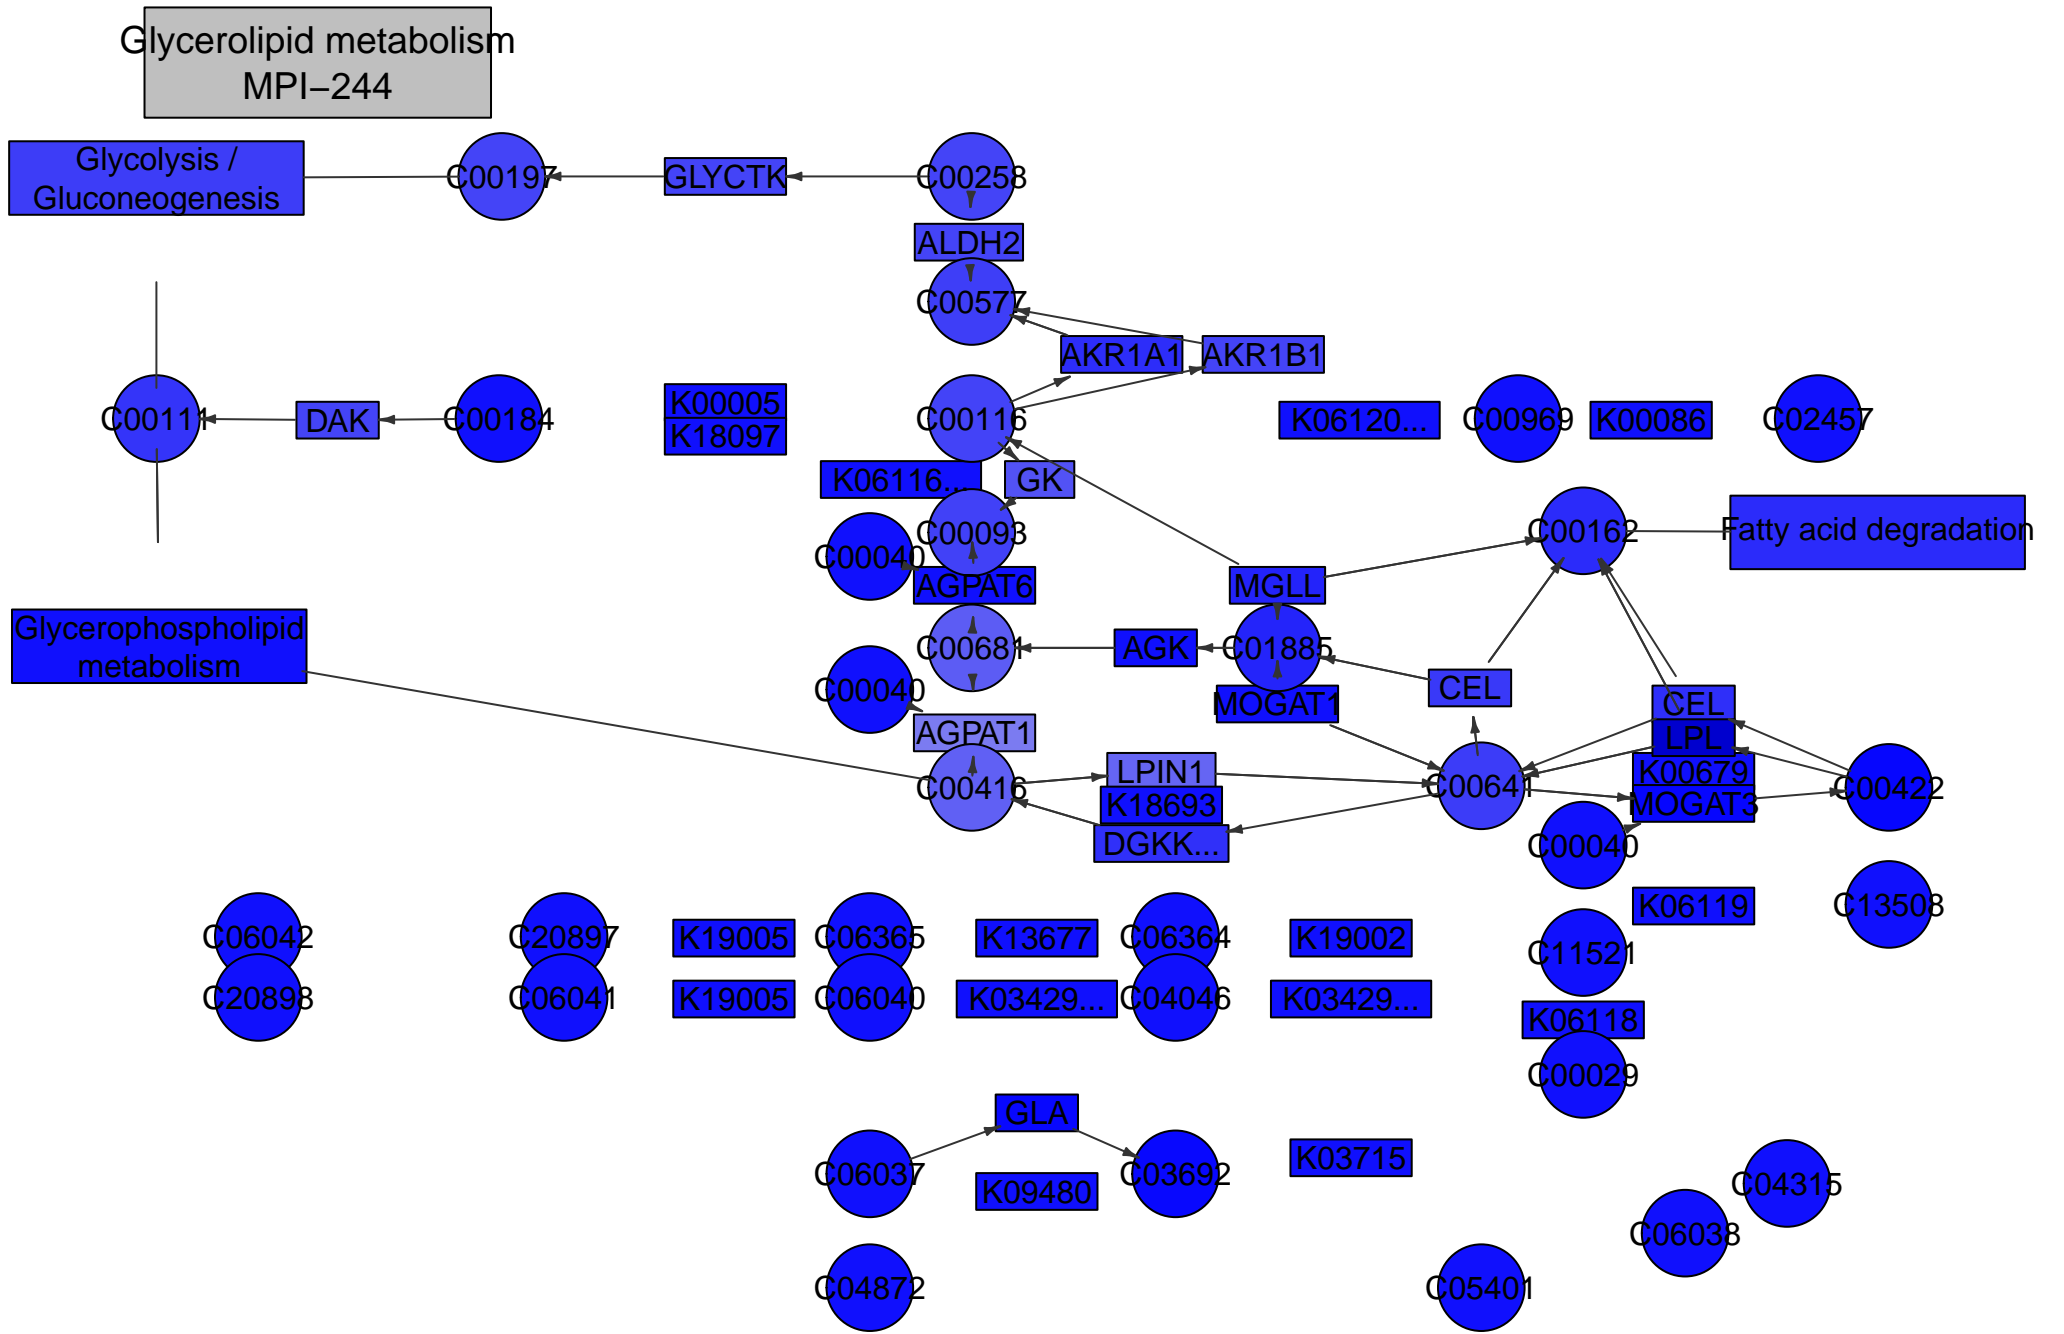 Glycerolipid metabolism
MPI−244
Glycolysis /
Gluconeogenesis
C00197
GLYCTK
C00258
ALDH2
C00577
AKR1A1
AKR1B1
C00111
DAK
C00184
K00005
K18097
C00116
K06120...
C00969
K00086
C02457
K06116...
GK
C00093
C00040
AGPAT6
C00162
Fatty acid degradation
MGLL
Glycerophospholipid
metabolism
C00681
AGK
C01885
C00040
MOGAT1
CEL
CEL
LPL
AGPAT1
C00416
LPIN1
K18693
DGKK...
C00641
K00679
MOGAT3
C00422
C00040
C06042
C20897
K19005
C06365
K13677
C06364
K19002
K06119
C13508
C11521
C20898
C06041
K19005
C06040
K03429...
C04046
K03429...
K06118
C00029
GLA
C06037
K09480
C03692
K03715
C04315
C06038
C04872
C05401